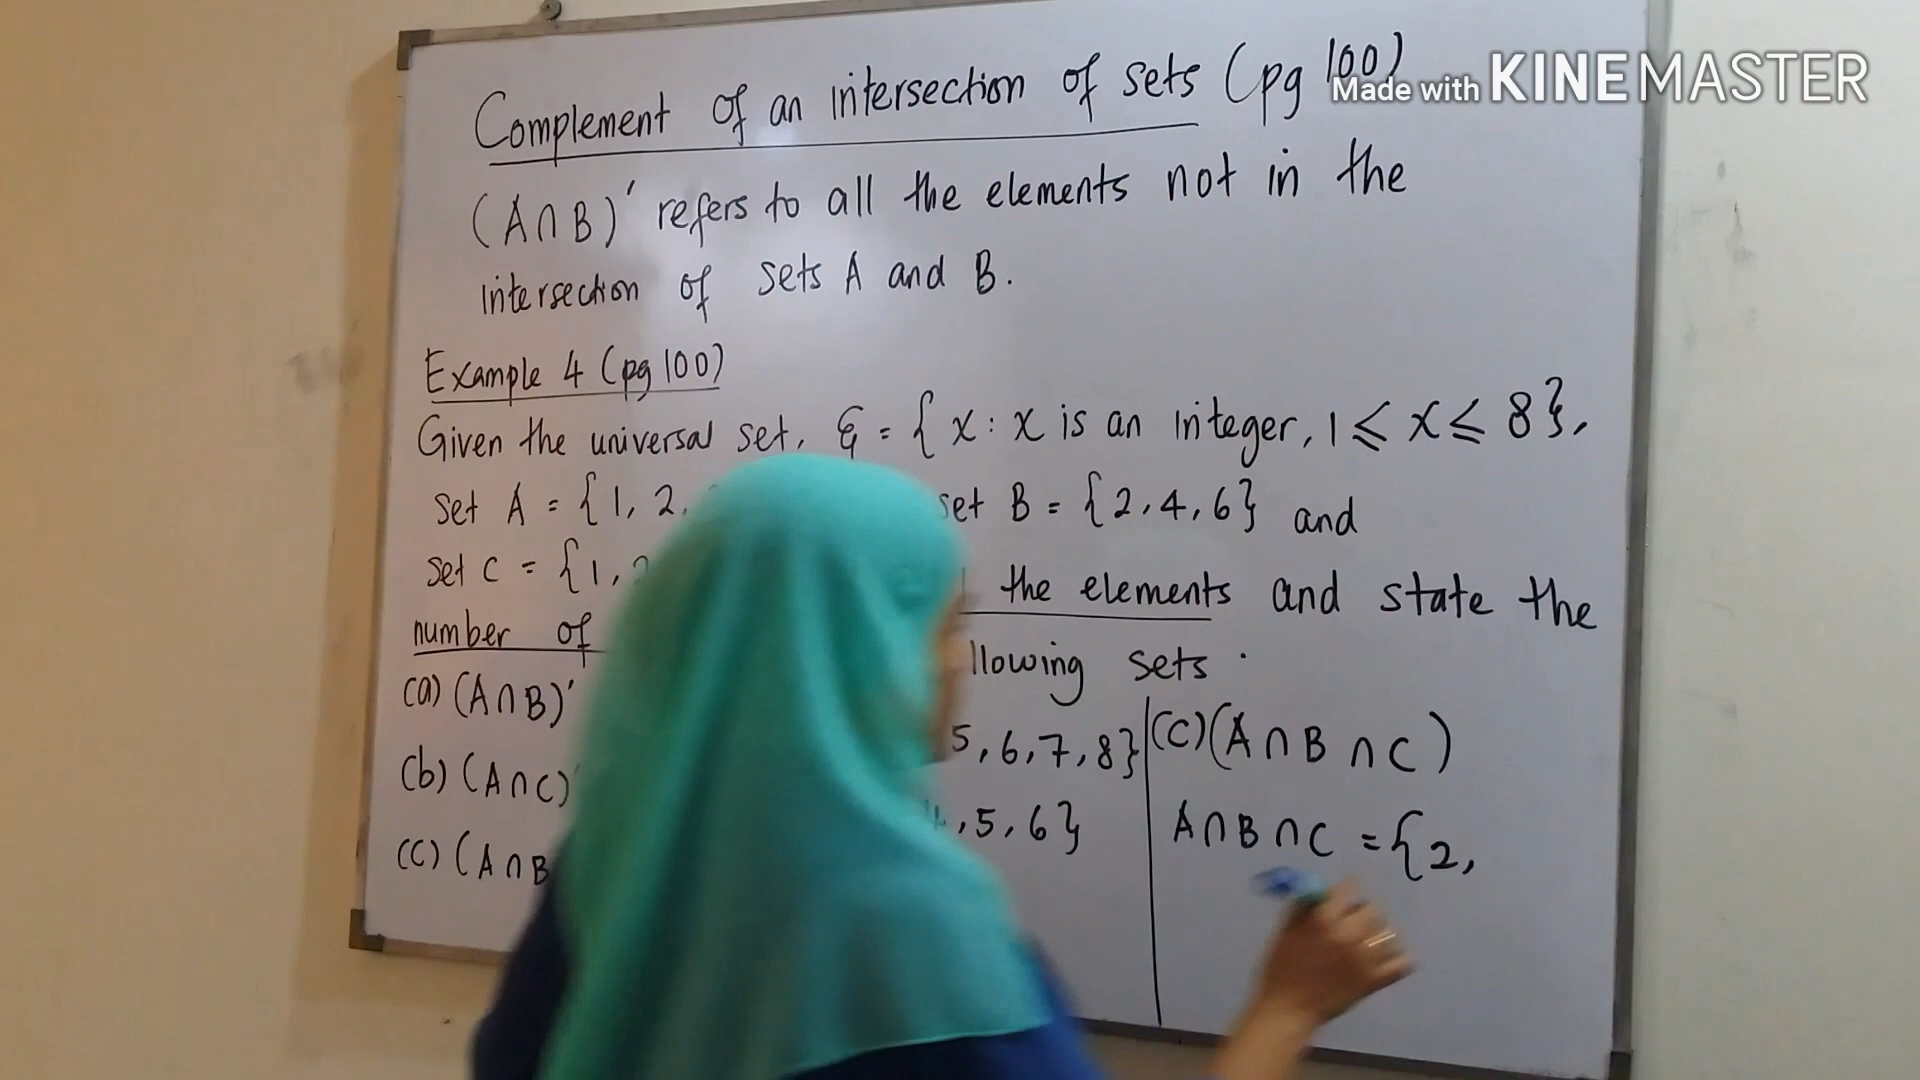 Complement of an intersection of sets (pg 100)
Made with KINEMASTER
(A∩B)′ refers to all the elements not in the
intersection of sets A and B.
Example 4 (pg 100)
Given the universal set, ξ = {x : x is an integer, 1 ⩽ x ⩽ 8},
set A = {1, 2, set B = {2, 4, 6} and
set C = {1, the elements and state the
number of llowing sets.
(a) (A∩B)′ 5, 6, 7, 8}
(b) (A∩C)′ , 5, 6}
(c) (A∩B
(c) (A∩B∩C)
A∩B∩C = {2,